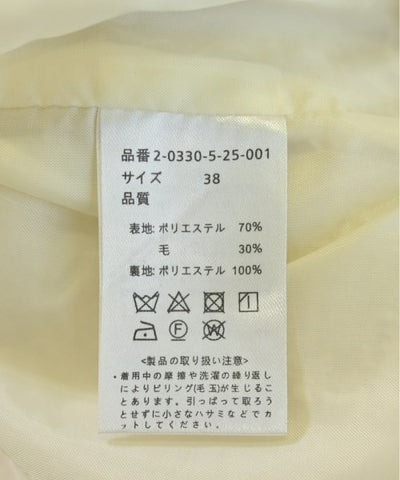 品番 2-0330-5-25-001
サイズ 38
品質
表地: ポリエステル 70%
毛 30%
裏地: ポリエステル 100%
F W
<製品の取り扱い注意>
・着用中の摩擦や洗濯の繰り返し
によりピリング(毛玉)が生じるこ
とあります。引っぱって取ろう
とせずに小さなハサミなどでカ
ットしてください。